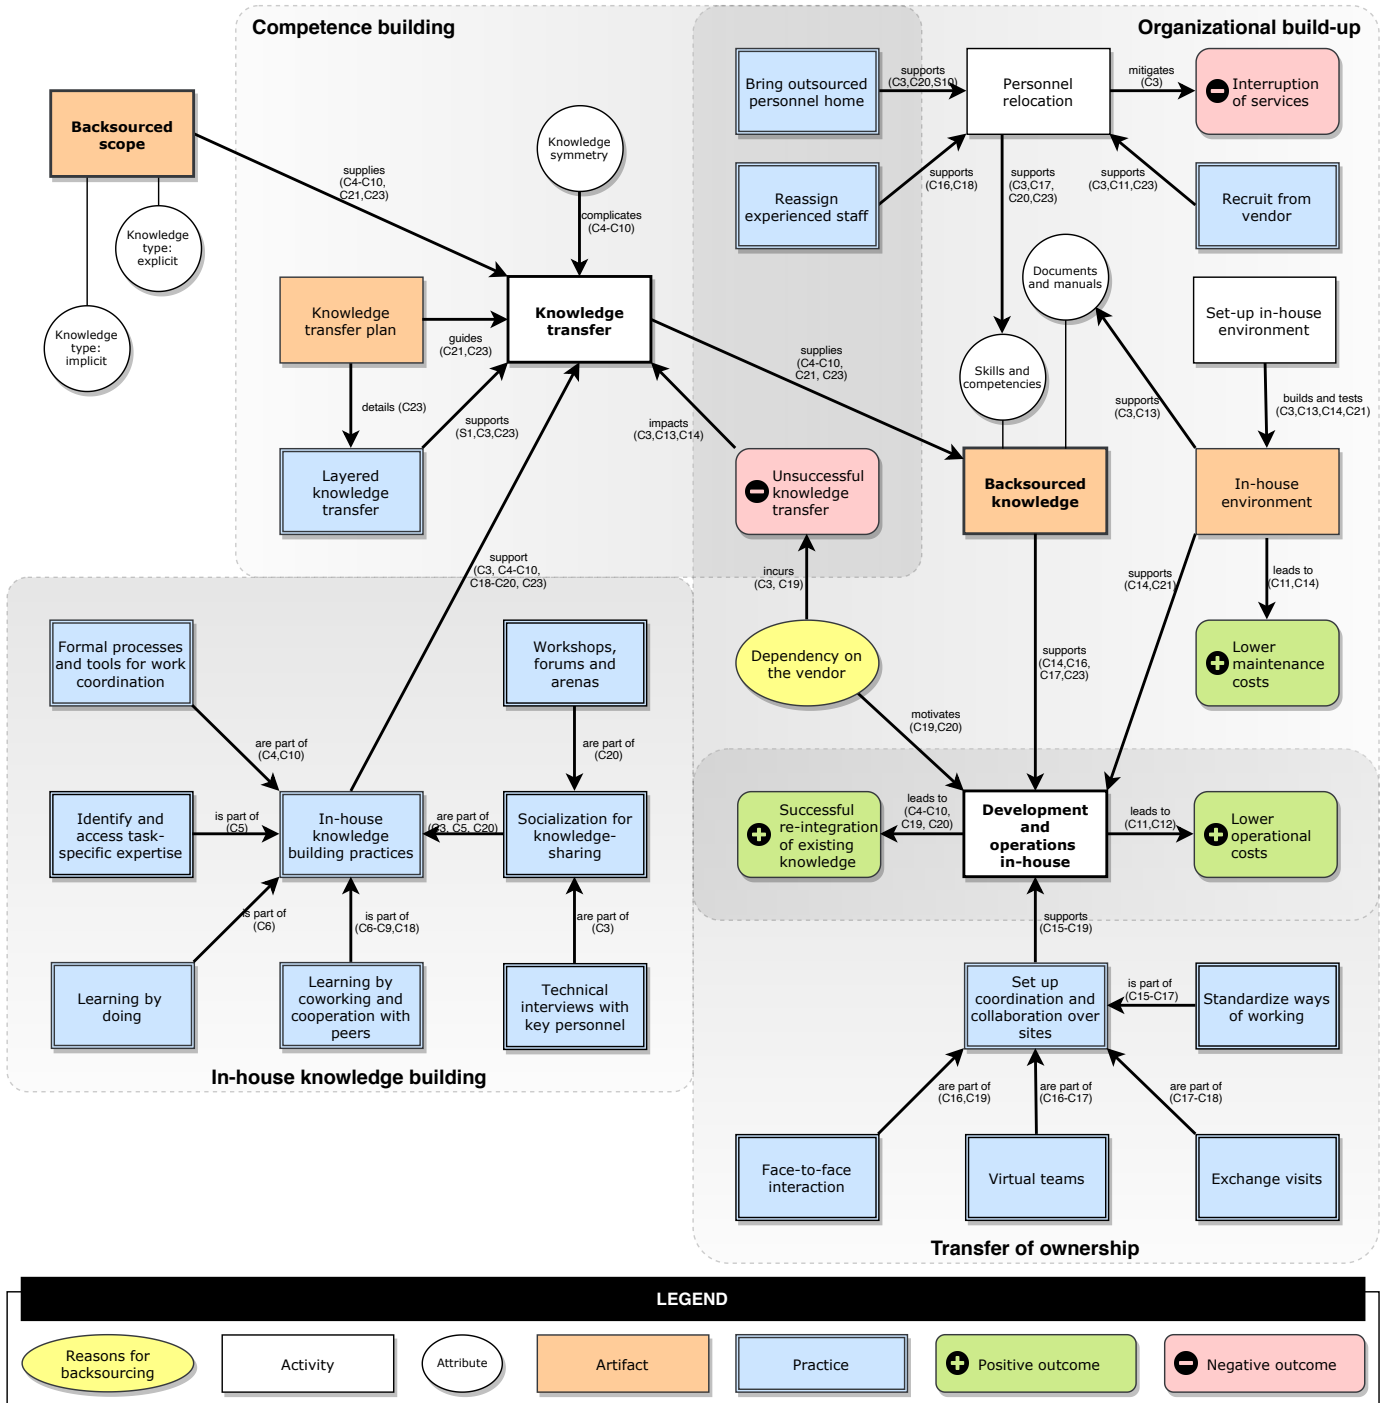 Competence building
Organizational build-up
Backsourced
scope
Knowledge
type:
explicit
Knowledge
type:
implicit
supplies
(C4-C10,
C21,C23)
Knowledge
symmetry
complicates
(C4-C10)
Knowledge
transfer plan
guides
(C21,C23)
Knowledge
transfer
details (C23)
supports
(S1,C3,C23)
Layered
knowledge
transfer
impacts
(C3,C13,C14)
Unsuccessful
knowledge
transfer
incurs
(C3, C19)
Bring outsourced
personnel home
supports
(C3,C20,S10)
Personnel
relocation
mitigates
(C3)
Interruption
of services
Reassign
experienced staff
supports
(C16,C18)
supports
(C3,C17,
C20,C23)
supports
(C3,C11,C23)
Recruit from
vendor
Documents
and manuals
Skills and
competencies
Set-up in-house
environment
supplies
(C4-C10,
C21, C23)
supports
(C3,C13)
builds and tests
(C3,C13,C14,C21)
Backsourced
knowledge
In-house
environment
supports
(C14,C21)
leads to
(C11,C14)
Lower
maintenance
costs
support
(C3, C4-C10,
C18-C20, C23)
Dependency on
the vendor
motivates
(C19,C20)
supports
(C14,C16,
C17,C23)
Formal processes
and tools for work
coordination
are part of
(C4,C10)
Workshops,
forums and
arenas
are part of
(C20)
Identify and
access task-
specific expertise
is part of
(C5)
In-house
knowledge
building practices
are part of
(C3, C5, C20)
Socialization for
knowledge-
sharing
is part of
(C6)
is part of
(C6-C9,C18)
are part of
(C3)
Learning by
doing
Learning by
coworking and
cooperation with
peers
Technical
interviews with
key personnel
In-house knowledge building
Successful
re-integration
of existing
knowledge
leads to
(C4-C10,
C19, C20)
Development
and
operations
in-house
leads to
(C11,C12)
Lower
operational
costs
supports
(C15-C19)
Set up
coordination and
collaboration over
sites
is part of
(C15-C17)
Standardize ways
of working
are part of
(C16,C19)
are part of
(C16-C17)
are part of
(C17-C18)
Face-to-face
interaction
Virtual teams
Exchange visits
Transfer of ownership
LEGEND
Reasons for
backsourcing
Activity
Attribute
Artifact
Practice
Positive outcome
Negative outcome